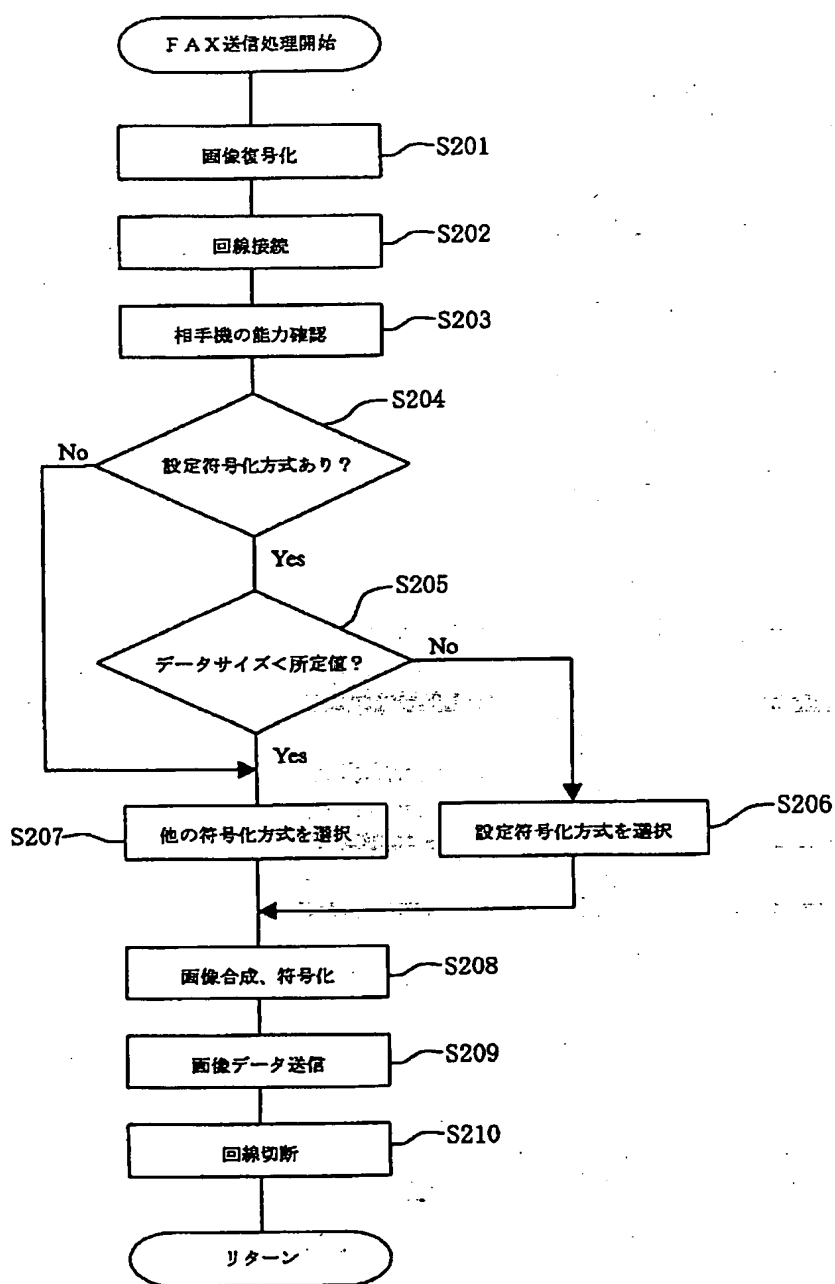 FAX送信処理開始
画像復号化
S201
回線接続
S202
相手機の能力確認
S203
S204
No
設定符号化方式あり?
Yes
S205
データサイズ<所定値?
No
Yes
S207
他の符号化方式を選択
設定符号化方式を選択
S206
画像合成、符号化
S208
画像データ送信
S209
回線切断
S210
リターン